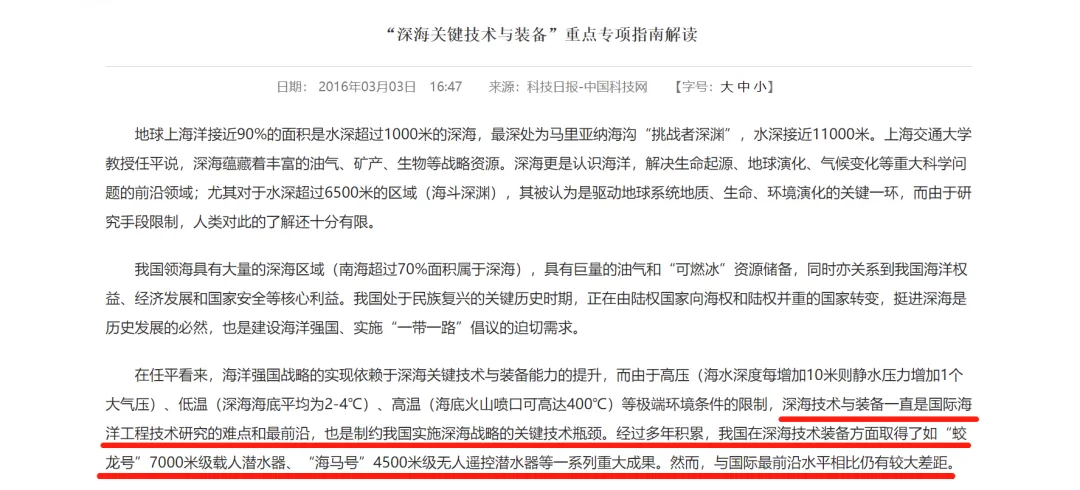 “深海关键技术与装备”重点专项指南解读
日期： 2016年03月03日 16:47 来源：科技日报-中国科技网 【字号：大 中 小】
地球上海洋接近90%的面积是水深超过1000米的深海，最深处为马里亚纳海沟“挑战者深渊”，水深接近11000米。上海交通大学
教授任平说，深海蕴藏着丰富的油气、矿产、生物等战略资源。深海更是认识海洋，解决生命起源、地球演化、气候变化等重大科学问
题的前沿领域；尤其对于水深超过6500米的区域（海斗深渊），其被认为是驱动地球系统地质、生命、环境演化的关键一环，而由于研
究手段限制，人类对此的了解还十分有限。
我国领海具有大量的深海区域（南海超过70%面积属于深海），具有巨量的油气和“可燃冰”资源储备，同时亦关系到我国海洋权
益、经济发展和国家安全等核心利益。我国处于民族复兴的关键历史时期，正在由陆权国家向海权和陆权并重的国家转变，挺进深海是
历史发展的必然，也是建设海洋强国、实施“一带一路”倡议的迫切需求。
在任平看来，海洋强国战略的实现依赖于深海关键技术与装备能力的提升，而由于高压（海水深度每增加10米则静水压力增加1个
大气压）、低温（深海海底平均为2-4℃）、高温（海底火山喷口可高达400℃）等极端环境条件的限制，深海技术与装备一直是国际海
洋工程技术研究的难点和最前沿，也是制约我国实施深海战略的关键技术瓶颈。经过多年积累，我国在深海技术装备方面取得了如“蛟
龙号”7000米级载人潜水器、“海马号”4500米级无人遥控潜水器等一系列重大成果。然而，与国际最前沿水平相比仍有较大差距。